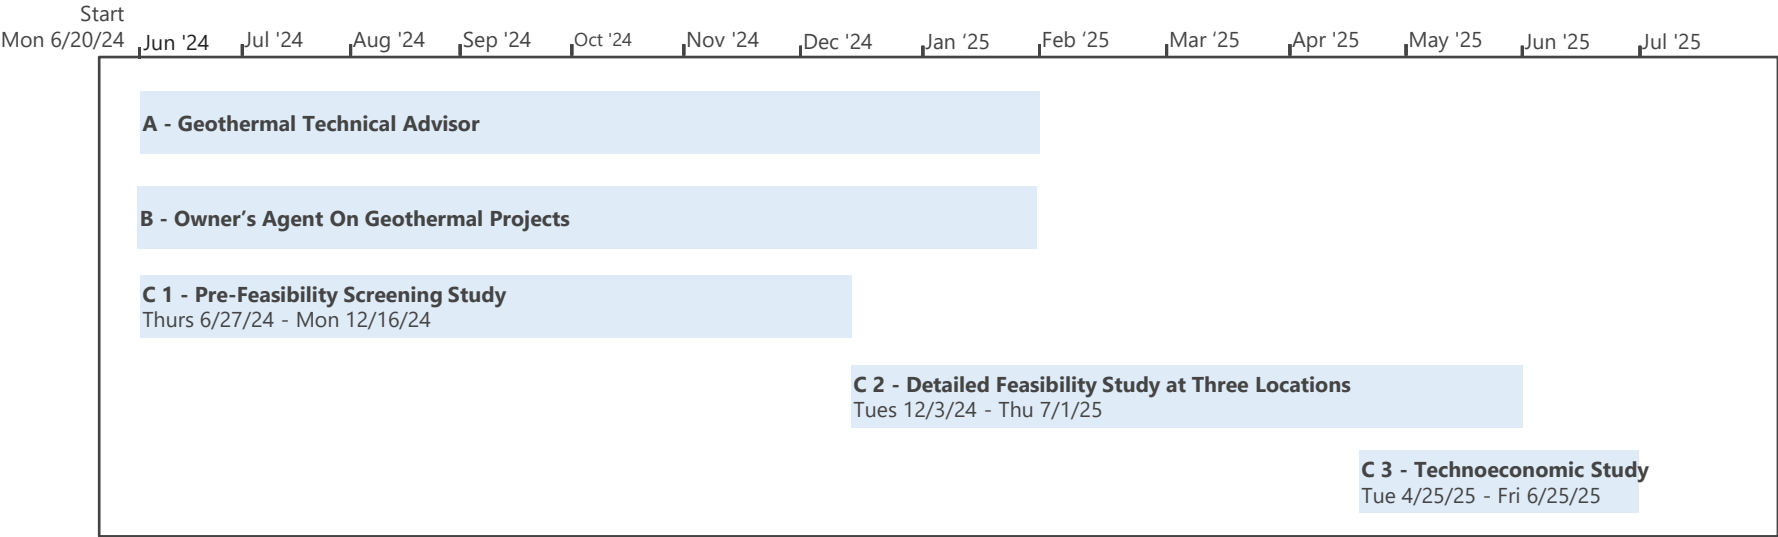 Start
Mon 6/20/24
Jun '24 Jul '24 Aug '24 Sep '24 Oct '24 Nov '24 Dec '24 Jan '25 Feb '25 Mar '25 Apr '25 May '25 Jun '25 Jul '25
A - Geothermal Technical Advisor
B - Owner’s Agent On Geothermal Projects
C 1 - Pre-Feasibility Screening Study
Thurs 6/27/24 - Mon 12/16/24
C 2 - Detailed Feasibility Study at Three Locations
Tues 12/3/24 - Thu 7/1/25
C 3 - Technoeconomic Study
Tue 4/25/25 - Fri 6/25/25